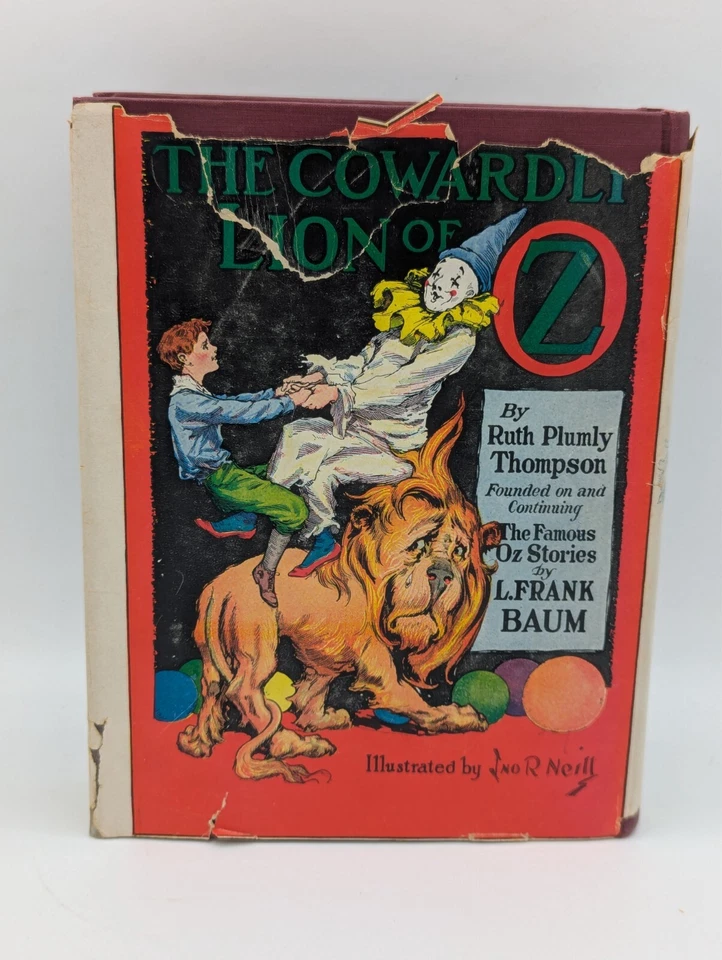 THE COWARDLY
LION OF OZ
By
Ruth Plumly
Thompson
Founded on and
Continuing
The Famous
Oz Stories
by
L. FRANK
BAUM
Illustrated by Jno R Neill